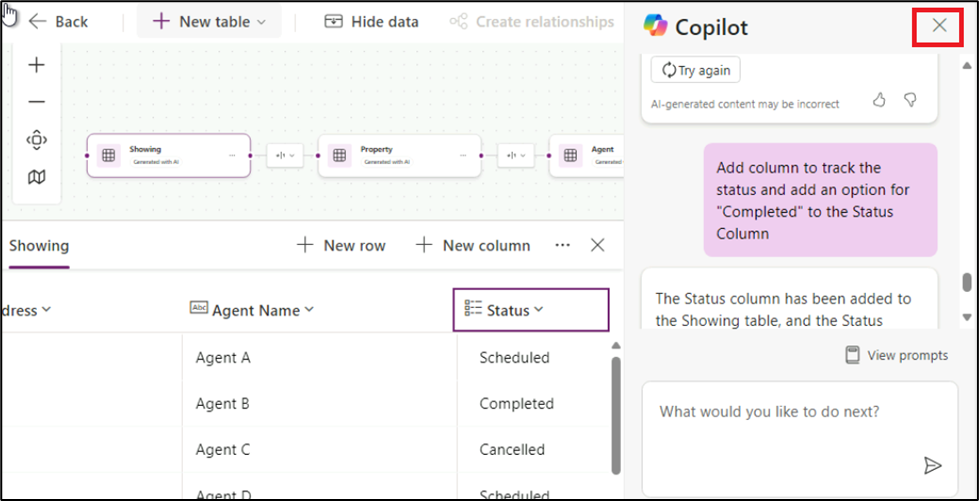 Back
New table
Hide data
Create relationships
Showing
Generated with AI
Property
Generated with AI
Agent
Generated
Showing
New row
New column
dress
Abc Agent Name
Status
Agent A
Scheduled
Agent B
Completed
Agent C
Cancelled
Agent D
Scheduled
Copilot
Try again
AI-generated content may be incorrect
Add column to track the
status and add an option for
"Completed" to the Status
Column
The Status column has been added to
the Showing table, and the Status
View prompts
What would you like to do next?